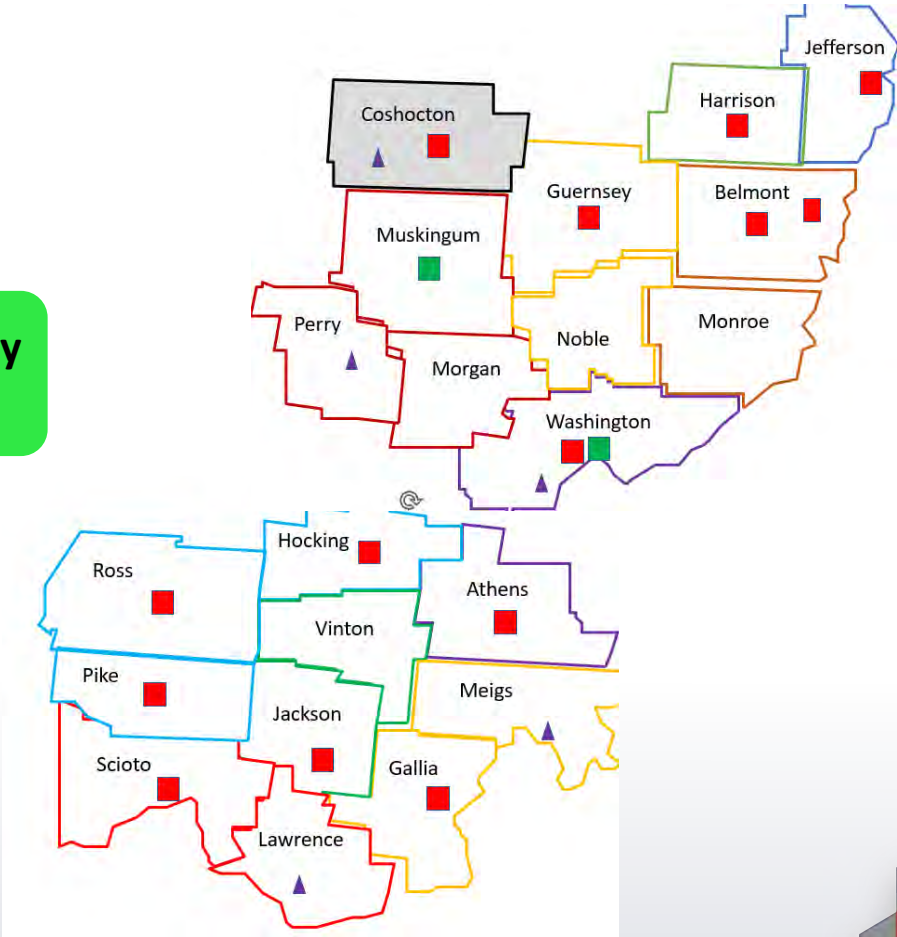 Jefferson
Harrison
Coshocton
Guernsey
Belmont
Muskingum
Perry
Noble
Monroe
Morgan
Washington
y
Hocking
Ross
Athens
Vinton
Pike
Meigs
Jackson
Scioto
Gallia
Lawrence